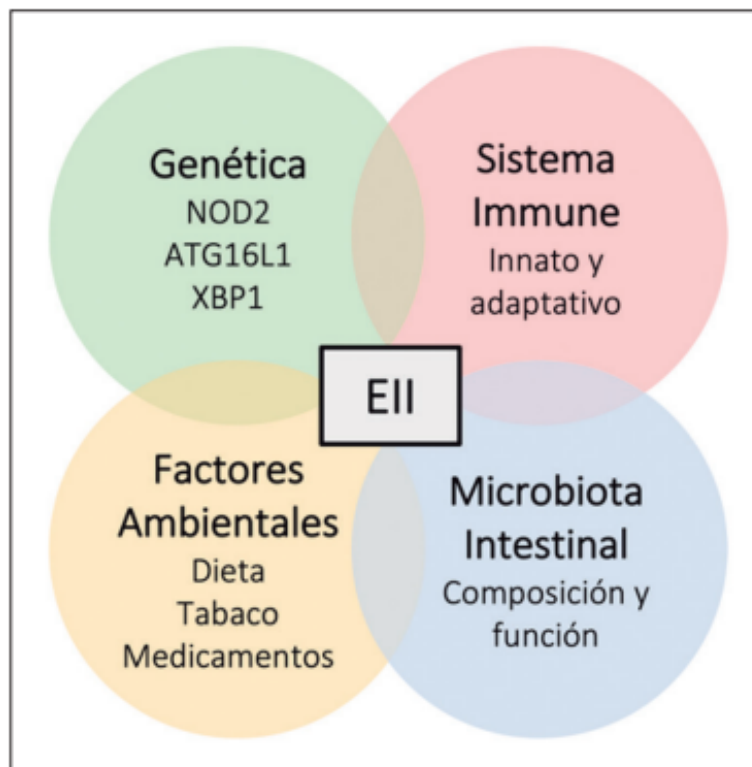 Genética
NOD2
ATG16L1
XBP1
Sistema
Immune
Innato y
adaptativo
EII
Factores
Ambientales
Dieta
Tabaco
Medicamentos
Microbiota
Intestinal
Composición y
función